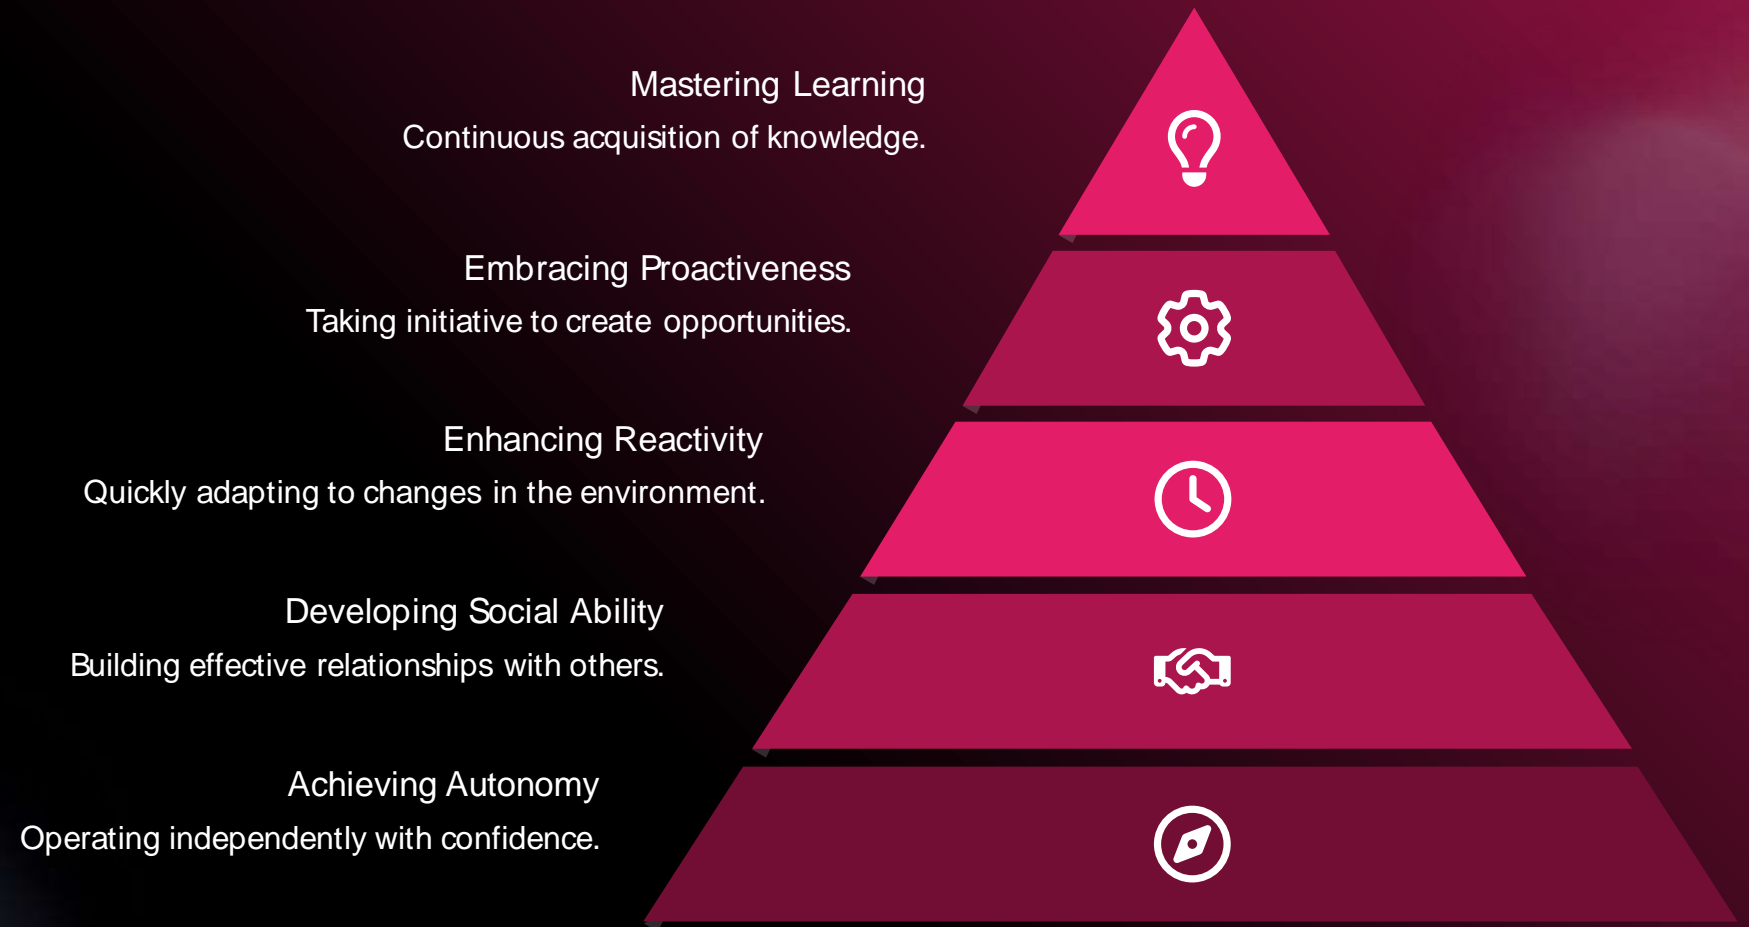 Mastering Learning
Continuous acquisition of knowledge.
Embracing Proactiveness
Taking initiative to create opportunities.
Enhancing Reactivity
Quickly adapting to changes in the environment.
Developing Social Ability
Building effective relationships with others.
Achieving Autonomy
Operating independently with confidence.